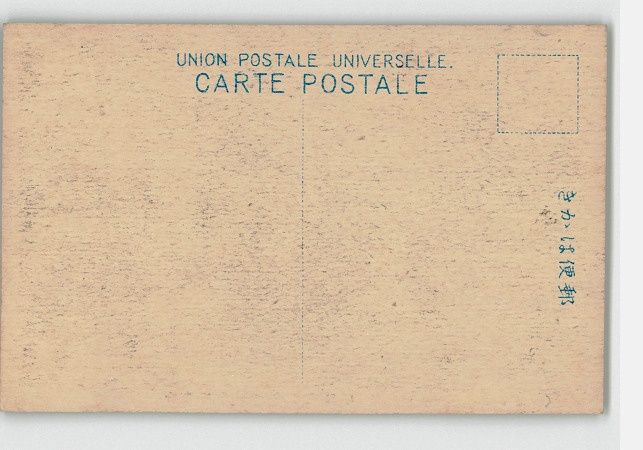 UNION POSTALE UNIVERSELLE.
CARTE POSTALE
郵便はかき